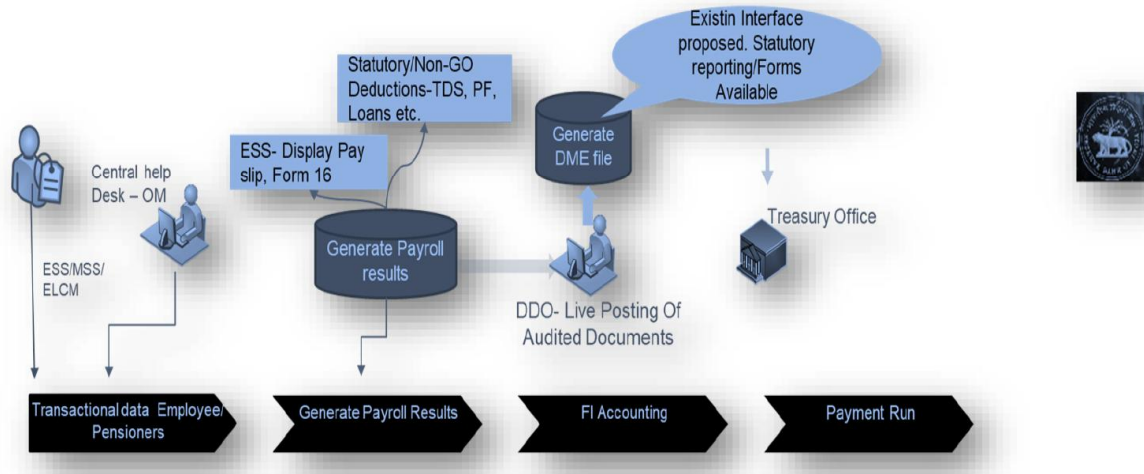 Existin Interface
proposed. Statutory
reporting/Forms
Available
Statutory/Non-GO
Deductions-TDS, PF,
Loans etc.
Generate
DME file
ESS- Display Pay
slip, Form 16
Central help
Desk – OM
Treasury Office
Generate Payroll
results
ESS/MSS/
ELCM
DDO- Live Posting Of
Audited Documents
Transactional data Employee/
Pensioners
Generate Payroll Results
FI Accounting
Payment Run